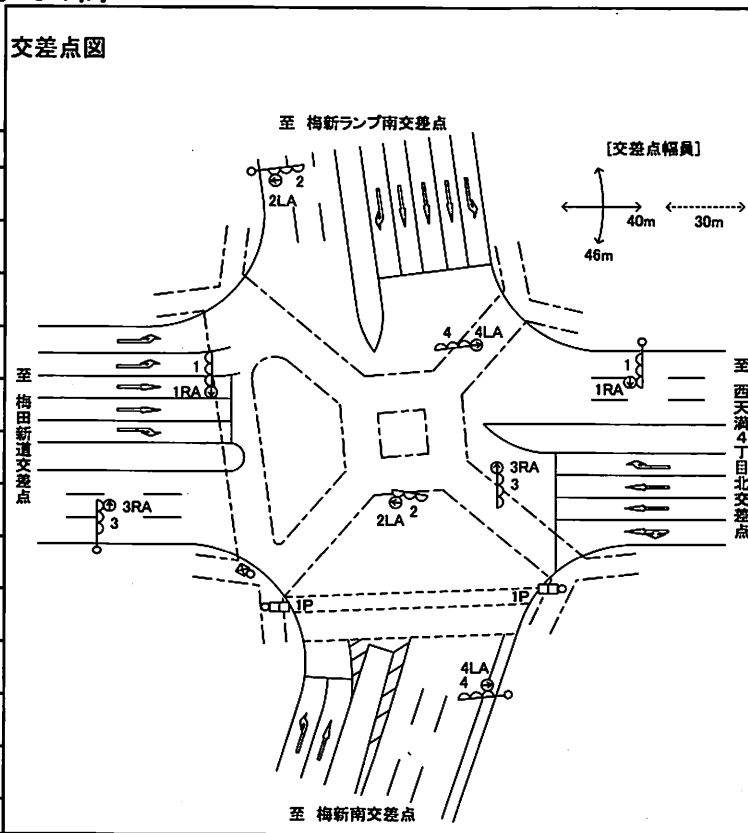 交差点図
至 梅新ランプ南交差点
[交差点幅員]
40m
30m
46m
2
2LA
4
4LA
1
1RA
1
1RA
至 梅田新道交差点
至 西天満4丁目北交差点
3RA
3
3RA
3
2LA
2
1P
1P
4LA
4
至 梅新南交差点